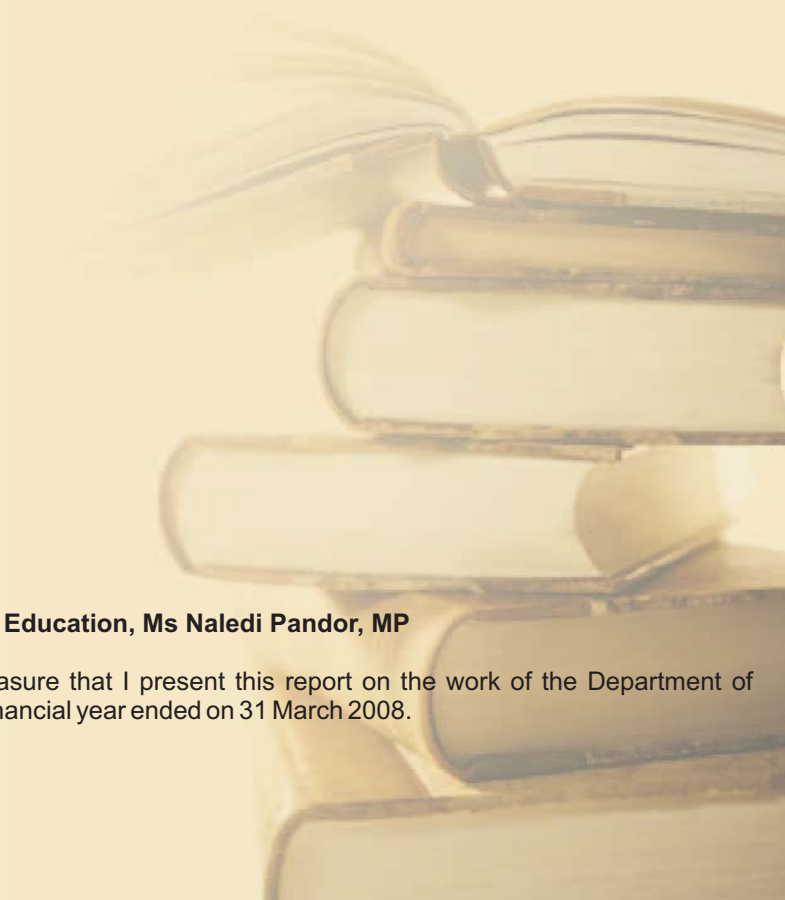 Education, Ms Naledi Pandor, MP
asure that I present this report on the work of the Department of
nancial year ended on 31 March 2008.